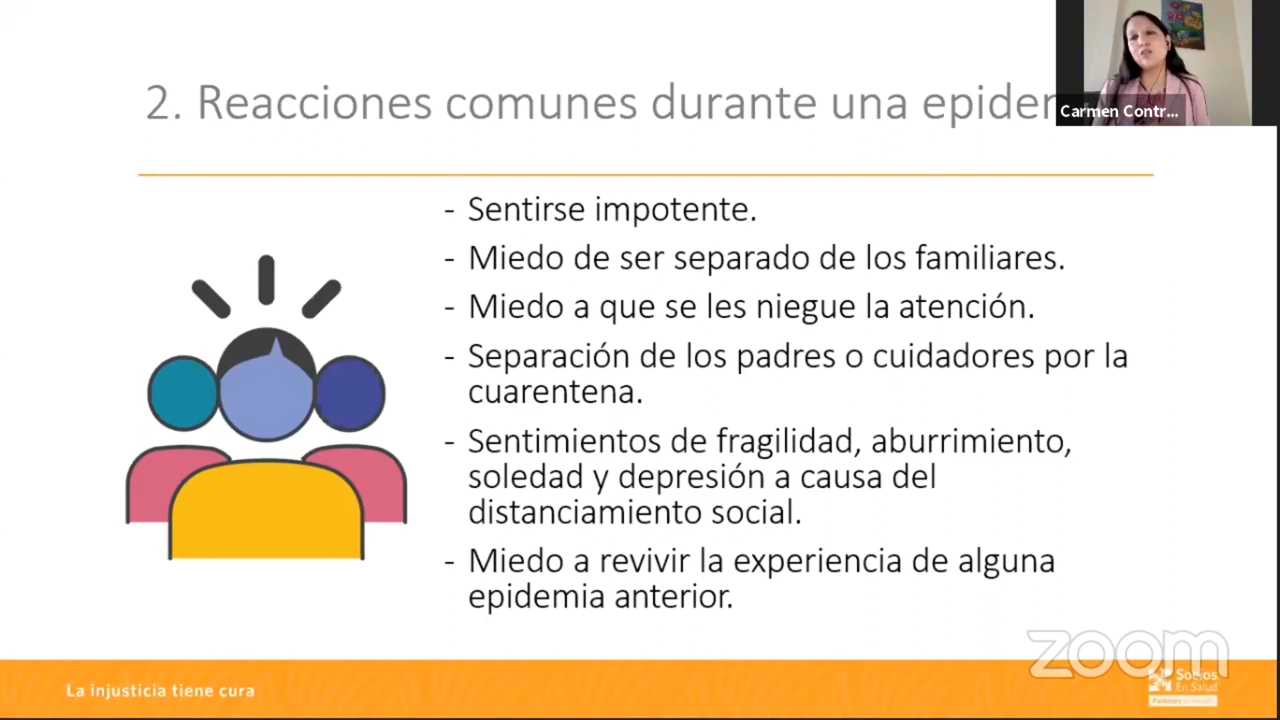 2. Reacciones comunes durante una epide
Carmen Contr...
- Sentirse impotente.
- Miedo de ser separado de los familiares.
- Miedo a que se les niegue la atención.
- Separación de los padres o cuidadores por la
cuarentena.
- Sentimientos de fragilidad, aburrimiento,
soledad y depresión a causa del
distanciamiento social.
- Miedo a revivir la experiencia de alguna
epidemia anterior.
zoom
La injusticia tiene cura
Socios
En Salud